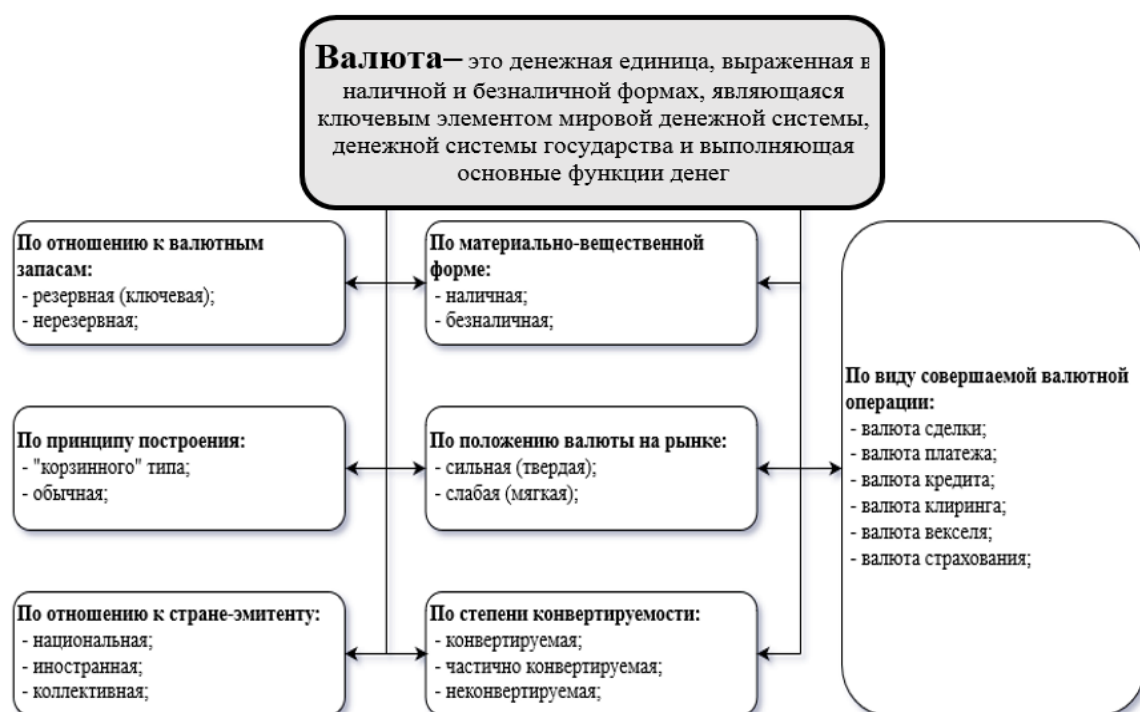 Валюта– это денежная единица, выраженная в
наличной и безналичной формах, являющаяся
ключевым элементом мировой денежной системы,
денежной системы государства и выполняющая
основные функции денег
По отношению к валютным
запасам:
- резервная (ключевая);
- нерезервная;
По материально-вещественной
форме:
- наличная;
- безналичная;
По принципу построения:
- "корзинного" типа;
- обычная;
По положению валюты на рынке:
- сильная (твердая);
- слабая (мягкая);
По отношению к стране-эмитенту:
- национальная;
- иностранная;
- коллективная;
По степени конвертируемости:
- конвертируемая;
- частично конвертируемая;
- неконвертируемая;
По виду совершаемой валютной
операции:
- валюта сделки;
- валюта платежа;
- валюта кредита;
- валюта клиринга;
- валюта векселя;
- валюта страхования;